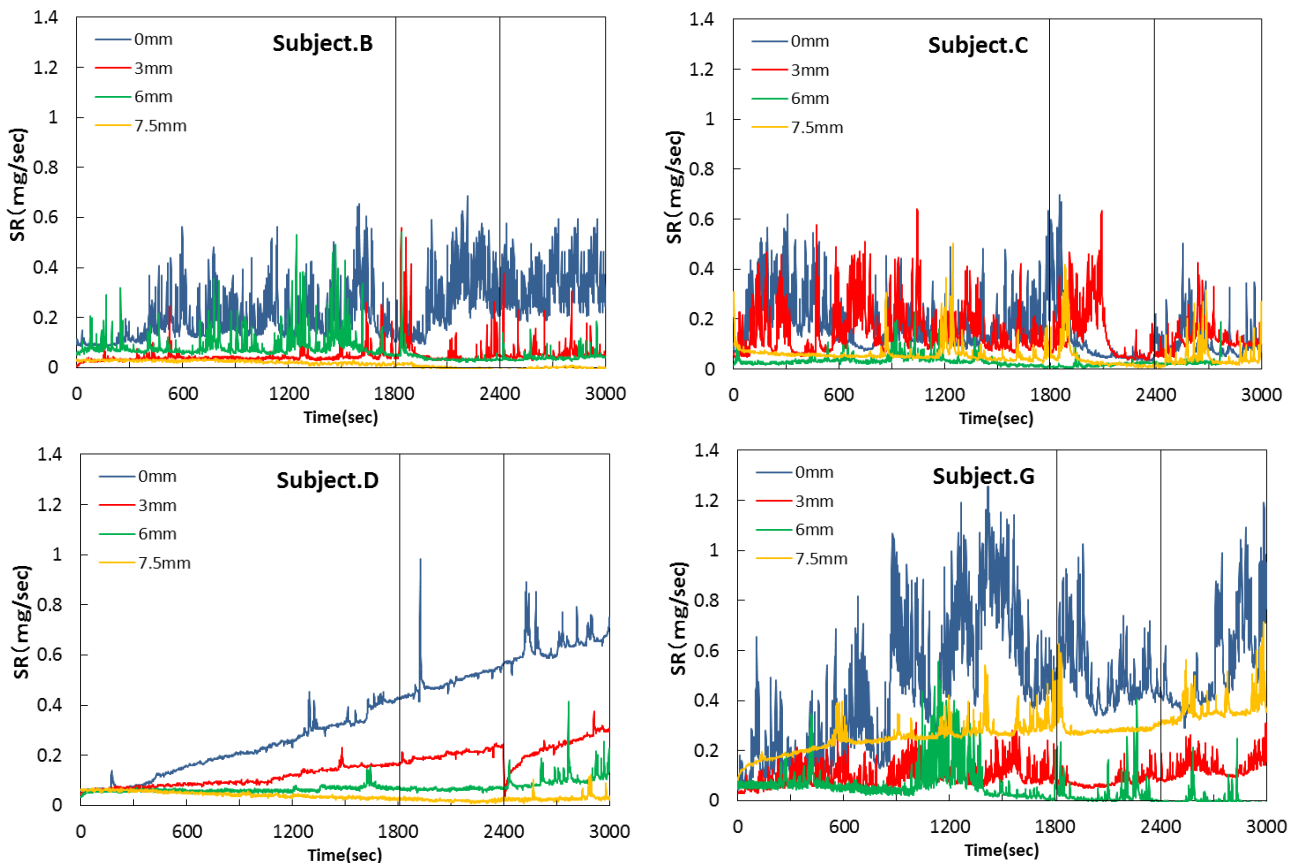 Subject.B
0mm
3mm
6mm
7.5mm
SR(mg/sec)
1.4
1.2
1
0.8
0.6
0.4
0.2
0
0 600 1200 1800 2400 3000
Time(sec)
Subject.C
0mm
3mm
6mm
7.5mm
SR(mg/sec)
1.4
1.2
1
0.8
0.6
0.4
0.2
0
0 600 1200 1800 2400 3000
Time(sec)
Subject.D
0mm
3mm
6mm
7.5mm
SR(mg/sec)
1.4
1.2
1
0.8
0.6
0.4
0.2
0
0 600 1200 1800 2400 3000
Time(sec)
Subject.G
0mm
3mm
6mm
7.5mm
SR(mg/sec)
1.4
1.2
1
0.8
0.6
0.4
0.2
0
0 600 1200 1800 2400 3000
Time(sec)